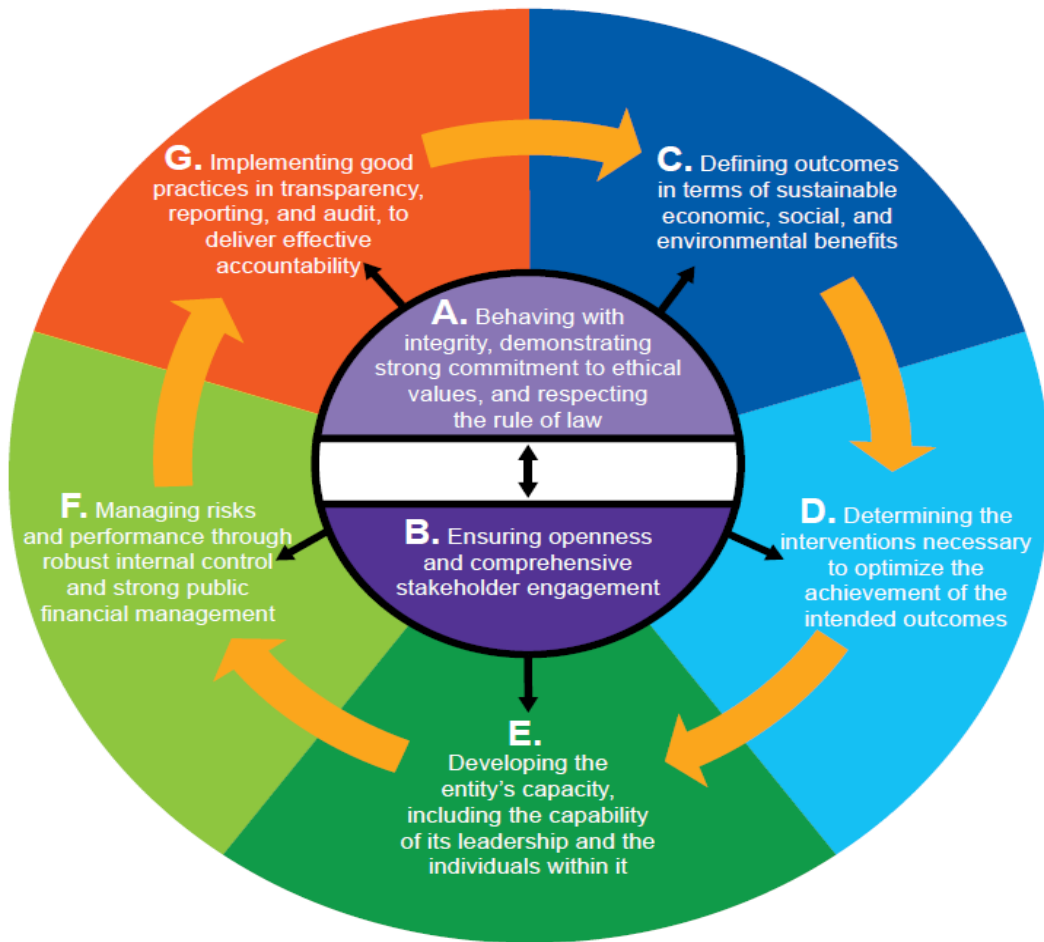 G. Implementing good
practices in transparency,
reporting, and audit, to
deliver effective
accountability
C. Defining outcomes
in terms of sustainable
economic, social, and
environmental benefits
A. Behaving with
integrity, demonstrating
strong commitment to ethical
values, and respecting
the rule of law
F. Managing risks
and performance through
robust internal control
and strong public
financial management
B. Ensuring openness
and comprehensive
stakeholder engagement
D. Determining the
interventions necessary
to optimize the
achievement of the
intended outcomes
E.
Developing the
entity's capacity,
including the capability
of its leadership and the
individuals within it